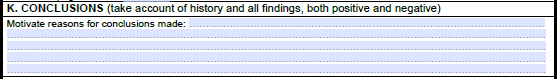 K. CONCLUSIONS (take account of history and all findings, both positive and negative)
Motivate reasons for conclusions made: